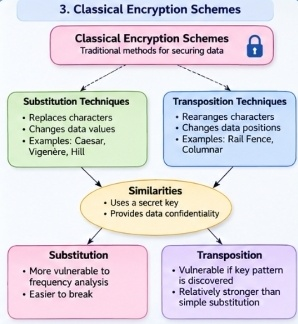 3. Classical Encryption Schemes
Classical Encryption Schemes
Traditional methods for securing data
Substitution Techniques
• Replaces characters
• Changes data values
• Examples: Caesar,
Vigenère, Hill
Transposition Techniques
• Rearranges characters
• Changes data positions
• Examples: Rail Fence,
Columnar
Similarities
• Uses a secret key
• Provides data confidentiality
Substitution
• More vulnerable to
frequency analysis
• Easier to break
Transposition
• Vulnerable if key pattern
is discovered
• Relatively stronger than
simple substitution